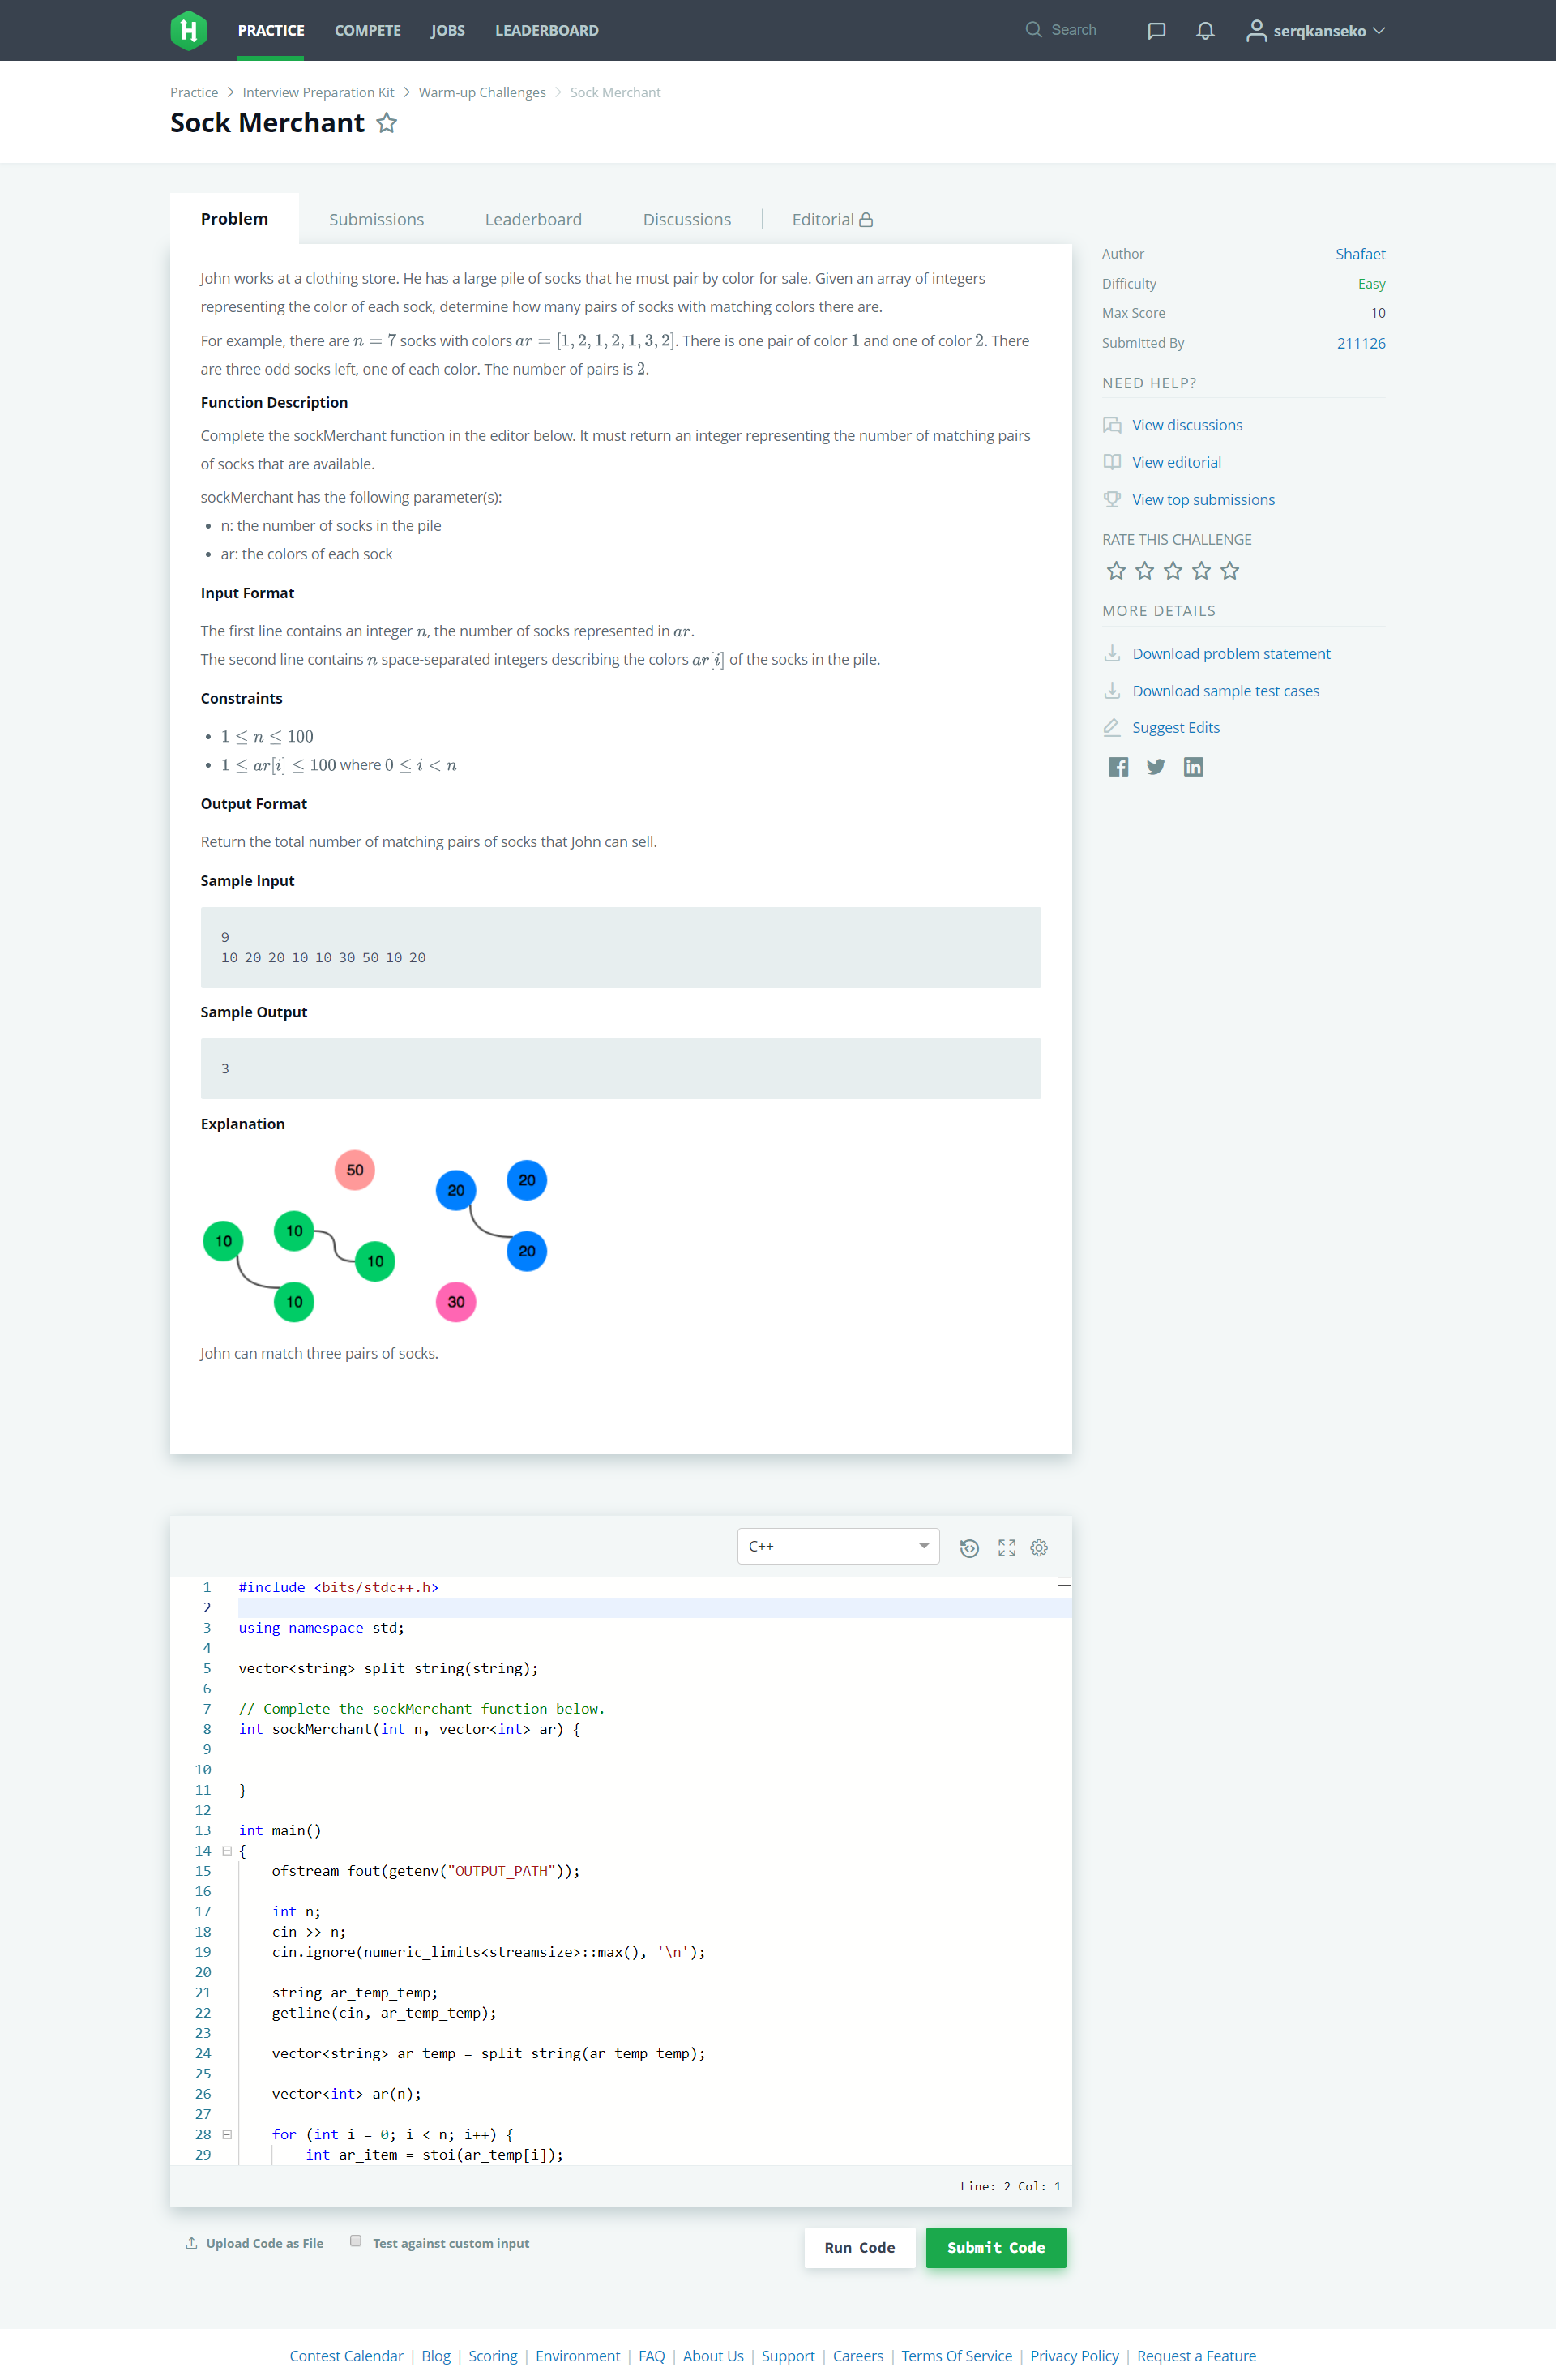 H PRACTICE COMPETE JOBS LEADERBOARD Search serqkanseko
Practice > Interview Preparation Kit > Warm-up Challenges > Sock Merchant
Sock Merchant
Problem Submissions Leaderboard Discussions Editorial
John works at a clothing store. He has a large pile of socks that he must pair by color for sale. Given an array of integers
representing the color of each sock, determine how many pairs of socks with matching colors there are.
For example, there are n = 7 socks with colors ar = [1, 2, 1, 2, 1, 3, 2]. There is one pair of color 1 and one of color 2. There
are three odd socks left, one of each color. The number of pairs is 2.
Function Description
Complete the sockMerchant function in the editor below. It must return an integer representing the number of matching pairs
of socks that are available.
sockMerchant has the following parameter(s):
• n: the number of socks in the pile
• ar: the colors of each sock
Input Format
The first line contains an integer n, the number of socks represented in ar.
The second line contains n space-separated integers describing the colors ar[i] of the socks in the pile.
Constraints
• 1 ≤ n ≤ 100
• 1 ≤ ar[i] ≤ 100 where 0 ≤ i < n
Output Format
Return the total number of matching pairs of socks that John can sell.
Sample Input
9
10 20 20 10 10 30 50 10 20
Sample Output
3
Explanation
50
20
20
10
10
20
10
10
30
John can match three pairs of socks.
Author Shafaet
Difficulty Easy
Max Score 10
Submitted By 211126
NEED HELP?
View discussions
View editorial
View top submissions
RATE THIS CHALLENGE
MORE DETAILS
Download problem statement
Download sample test cases
Suggest Edits
C++
1 #include <bits/stdc++.h>
2
3 using namespace std;
4
5 vector<string> split_string(string);
6
7 // Complete the sockMerchant function below.
8 int sockMerchant(int n, vector<int> ar) {
9
10
11 }
12
13 int main()
14 {
15 ofstream fout(getenv("OUTPUT_PATH"));
16
17 int n;
18 cin >> n;
19 cin.ignore(numeric_limits<streamsize>::max(), '\n');
20
21 string ar_temp_temp;
22 getline(cin, ar_temp_temp);
23
24 vector<string> ar_temp = split_string(ar_temp_temp);
25
26 vector<int> ar(n);
27
28 for (int i = 0; i < n; i++) {
29 int ar_item = stoi(ar_temp[i]);
Line: 2 Col: 1
Upload Code as File Test against custom input Run Code Submit Code
Contest Calendar | Blog | Scoring | Environment | FAQ | About Us | Support | Careers | Terms Of Service | Privacy Policy | Request a Feature